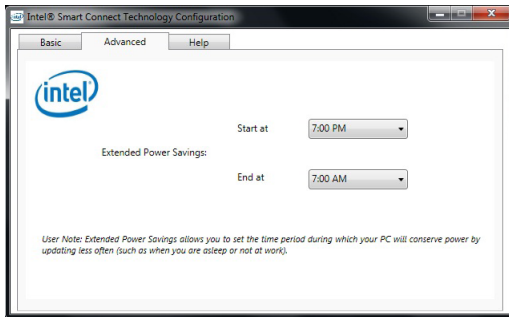 Intel® Smart Connect Technology Configuration
Basic Advanced Help
intel
Start at 7:00 PM
Extended Power Savings:
End at 7:00 AM
User Note: Extended Power Savings allows you to set the time period during which your PC will conserve power by
updating less often (such as when you are asleep or not at work).